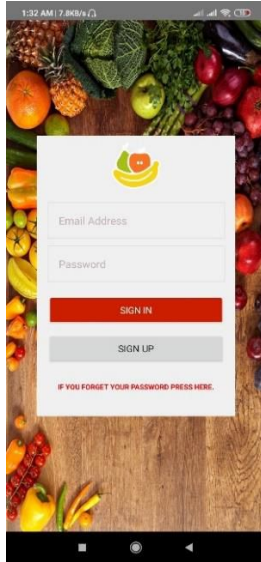 1:32 AM | 7.8KB/s
Email Address
Password
SIGN IN
SIGN UP
IF YOU FORGET YOUR PASSWORD PRESS HERE.